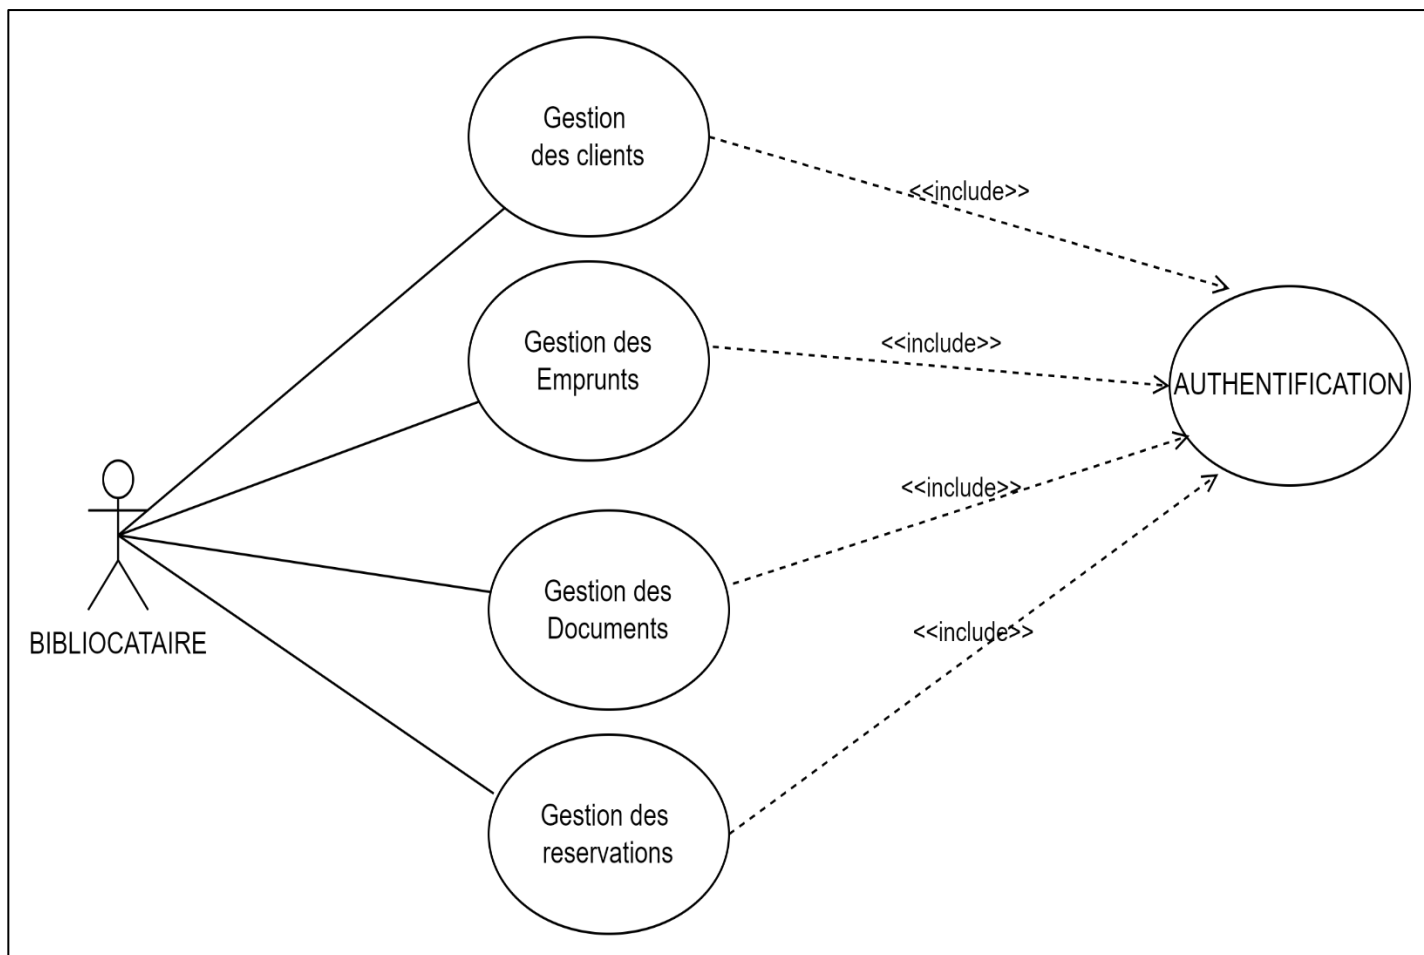 Gestion
des clients
<<include>>
Gestion des
Emprunts
<<include>>
AUTHENTIFICATION
<<include>>
Gestion des
Documents
BIBLIOCATAIRE
<<include>>
Gestion des
reservations